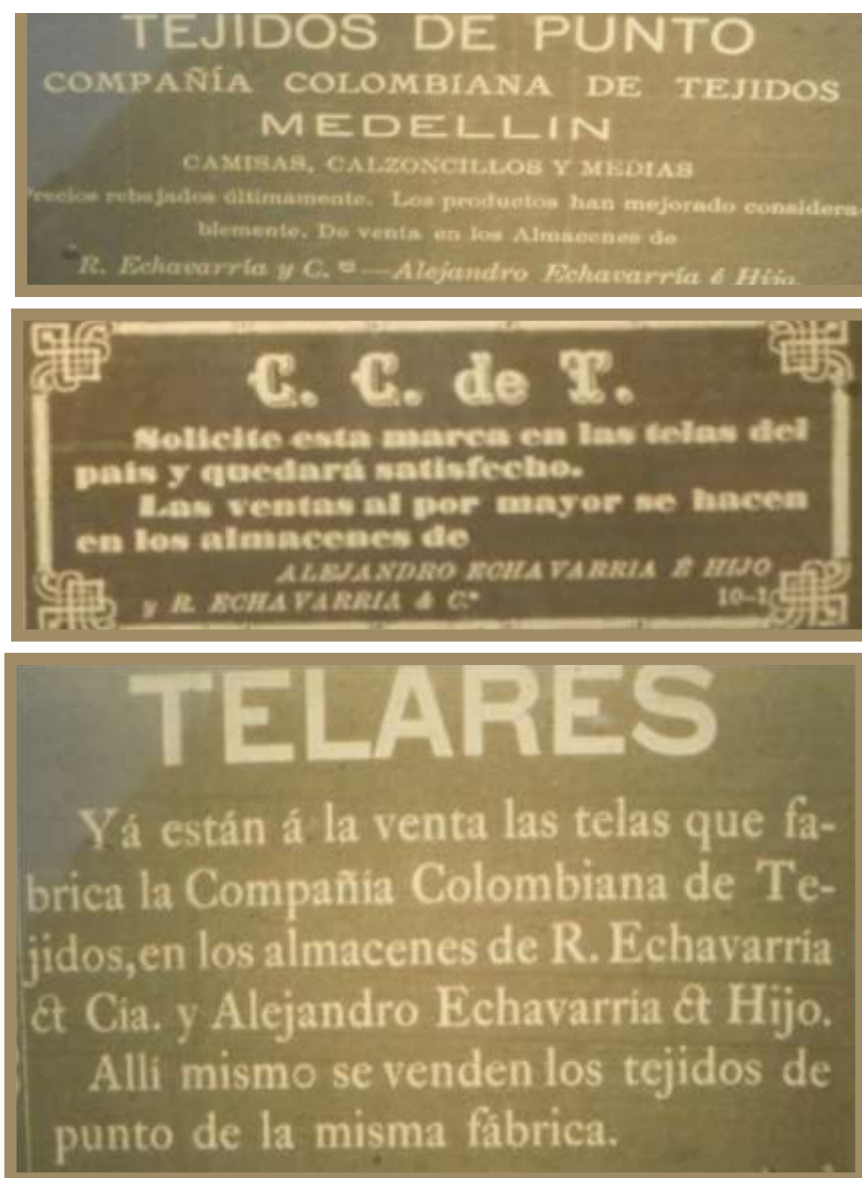 TEJIDOS DE PUNTO
COMPAÑÍA COLOMBIANA DE TEJIDOS
MEDELLIN
CAMISAS, CALZONCILLOS Y MEDIAS
Precios rebajados últimamente. Los productos han mejorado considera-
blemente. De venta en los Almacenes de
R. Echavarría y C.ª—Alejandro Echavarría é Hijo.
C. C. de T.
Solicite esta marca en las telas del
país y quedará satisfecho.
Las ventas al por mayor se hacen
en los almacenes de
ALEJANDRO ECHAVARRIA É HIJO
y R. ECHAVARRIA & C.ª
TELARES
Yá están á la venta las telas que fa-
brica la Compañía Colombiana de Te-
jidos, en los almacenes de R. Echavarría
& Cia. y Alejandro Echavarría & Hijo.
Allí mismo se venden los tejidos de
punto de la misma fábrica.